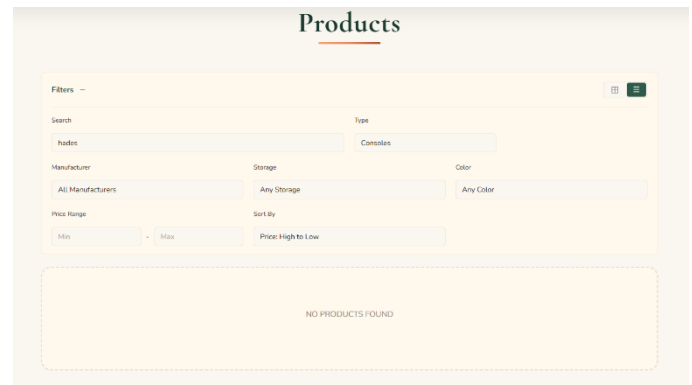 Products
Filters −
Search
Type
hades
Consoles
Manufacturer
Storage
Color
All Manufacturers
Any Storage
Any Color
Price Range
Sort By
Min
-
Max
Price: High to Low
NO PRODUCTS FOUND